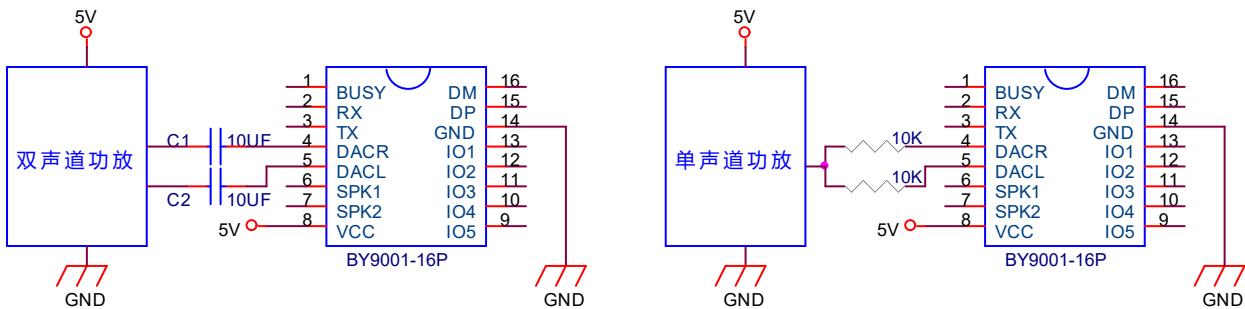 5V
双声道功放
C1
10UF
C2
10UF
5V
GND
1
2
3
4
5
6
7
8
BUSY
RX
TX
DACR
DACL
SPK1
SPK2
VCC
DM
DP
GND
IO1
IO2
IO3
IO4
IO5
16
15
14
13
12
11
10
9
BY9001-16P
GND
5V
单声道功放
10K
10K
5V
GND
1
2
3
4
5
6
7
8
BUSY
RX
TX
DACR
DACL
SPK1
SPK2
VCC
DM
DP
GND
IO1
IO2
IO3
IO4
IO5
16
15
14
13
12
11
10
9
BY9001-16P
GND